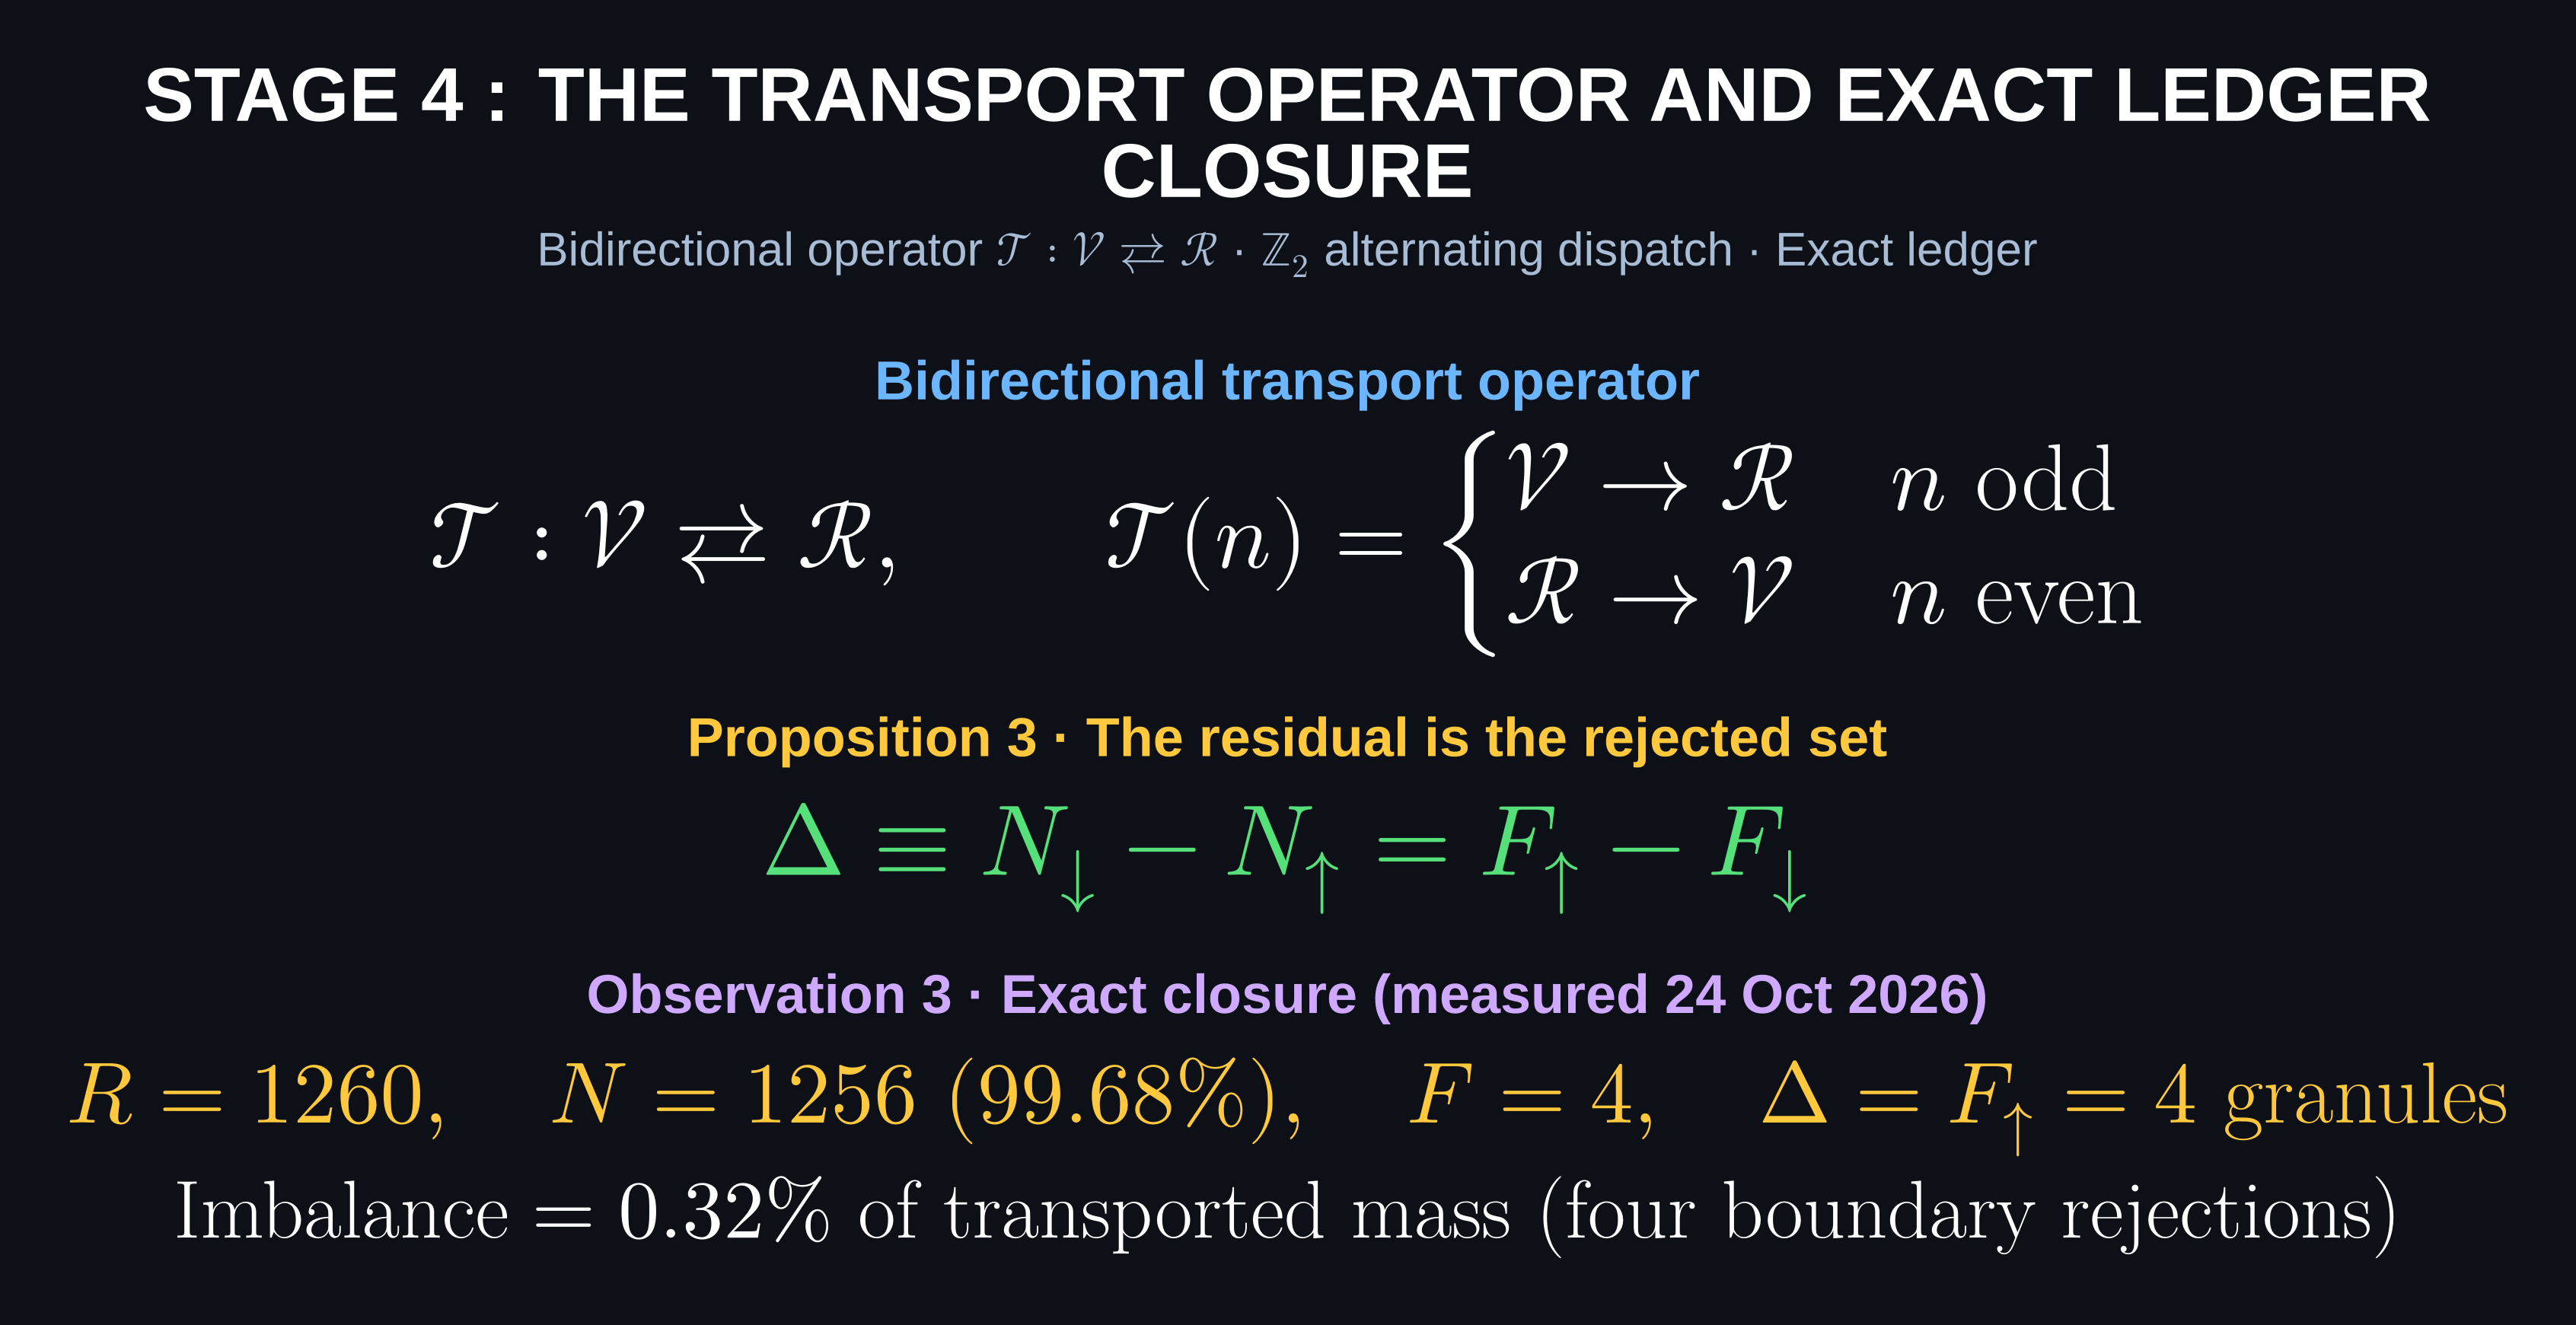 STAGE 4 : THE TRANSPORT OPERATOR AND EXACT LEDGER
CLOSURE
Bidirectional operator 𝒯 : 𝒱 ⇄ ℛ · ℤ₂ alternating dispatch · Exact ledger
Bidirectional transport operator
𝒯 : 𝒱 ⇄ ℛ, 𝒯(n) = { 𝒱 → ℛ n odd
ℛ → 𝒱 n even
Proposition 3 · The residual is the rejected set
Δ ≡ N↓ − N↑ = F↑ − F↓
Observation 3 · Exact closure (measured 24 Oct 2026)
R = 1260, N = 1256 (99.68%), F = 4, Δ = F↑ = 4 granules
Imbalance = 0.32% of transported mass (four boundary rejections)